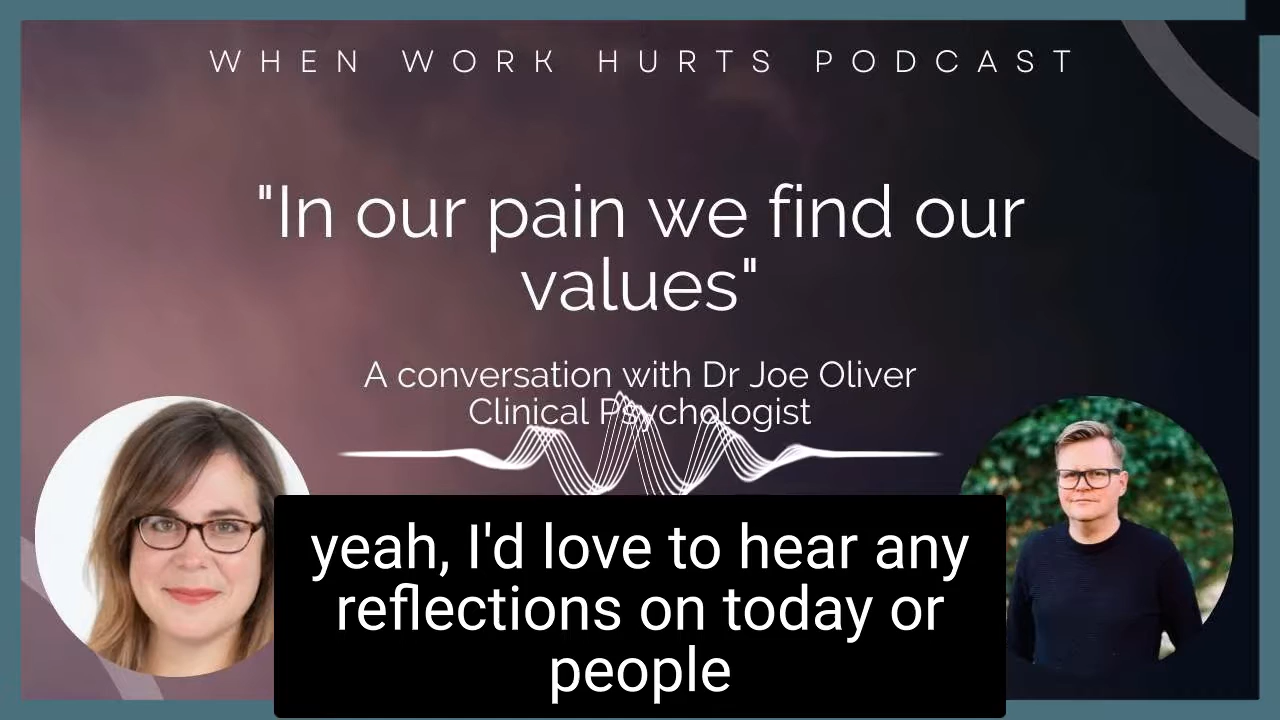 WHEN WORK HURTS PODCAST
"In our pain we find our
values"
A conversation with Dr Joe Oliver
Clinical Psychologist
yeah, I'd love to hear any
reflections on today or
people